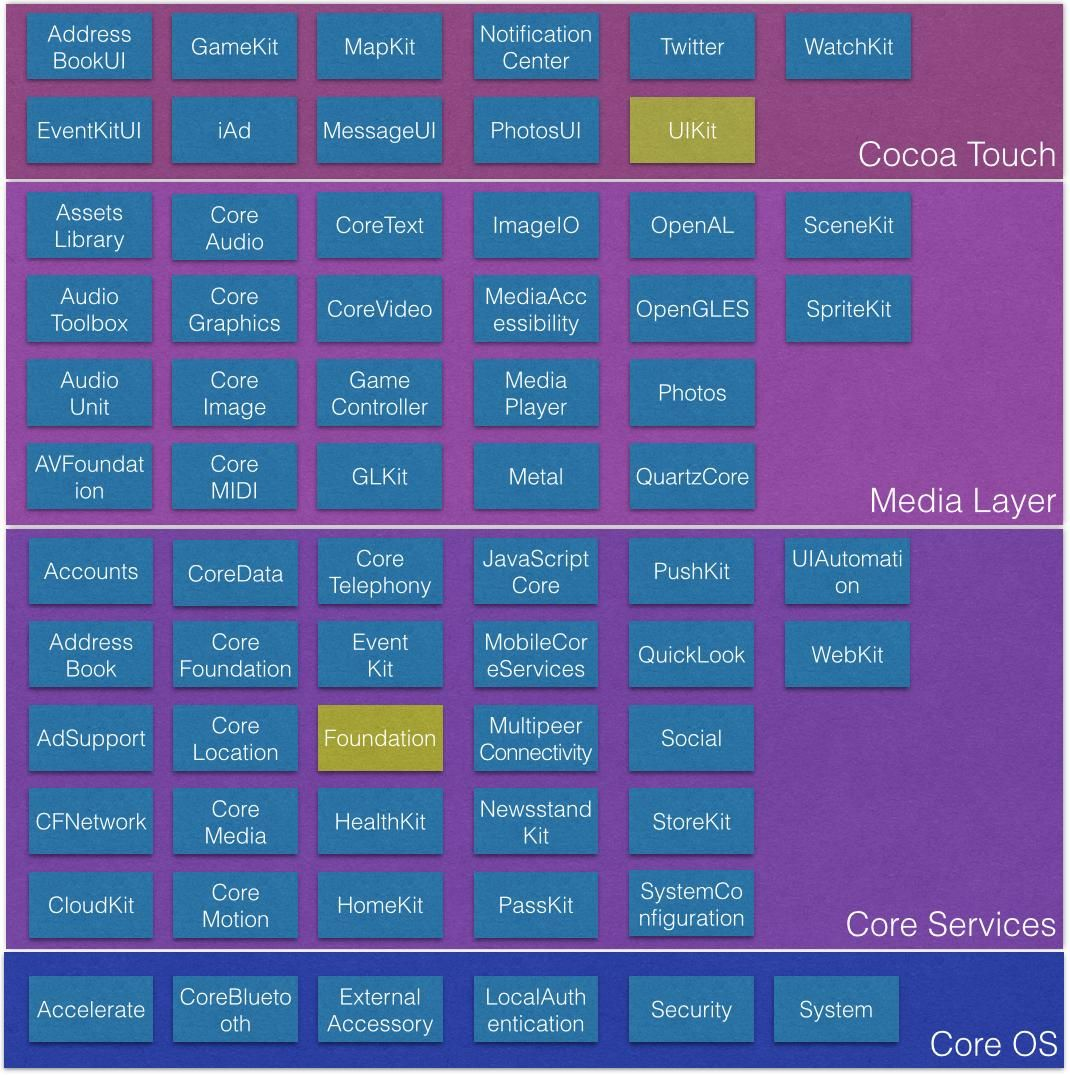 Address
BookUI
GameKit
MapKit
Notification
Center
Twitter
WatchKit
EventKitUI
iAd
MessageUI
PhotosUI
UIKit
Cocoa Touch
Assets
Library
Core
Audio
CoreText
ImageIO
OpenAL
SceneKit
Audio
Toolbox
Core
Graphics
CoreVideo
MediaAcc
essibility
OpenGLES
SpriteKit
Audio
Unit
Core
Image
Game
Controller
Media
Player
Photos
AVFoundat
ion
Core
MIDI
GLKit
Metal
QuartzCore
Media Layer
Accounts
CoreData
Core
Telephony
JavaScript
Core
PushKit
UIAutomati
on
Address
Book
Core
Foundation
Event
Kit
MobileCor
eServices
QuickLook
WebKit
AdSupport
Core
Location
Foundation
Multipeer
Connectivity
Social
CFNetwork
Core
Media
HealthKit
Newsstand
Kit
StoreKit
CloudKit
Core
Motion
HomeKit
PassKit
SystemCo
nfiguration
Core Services
Accelerate
CoreBlueto
oth
External
Accessory
LocalAuth
entication
Security
System
Core OS